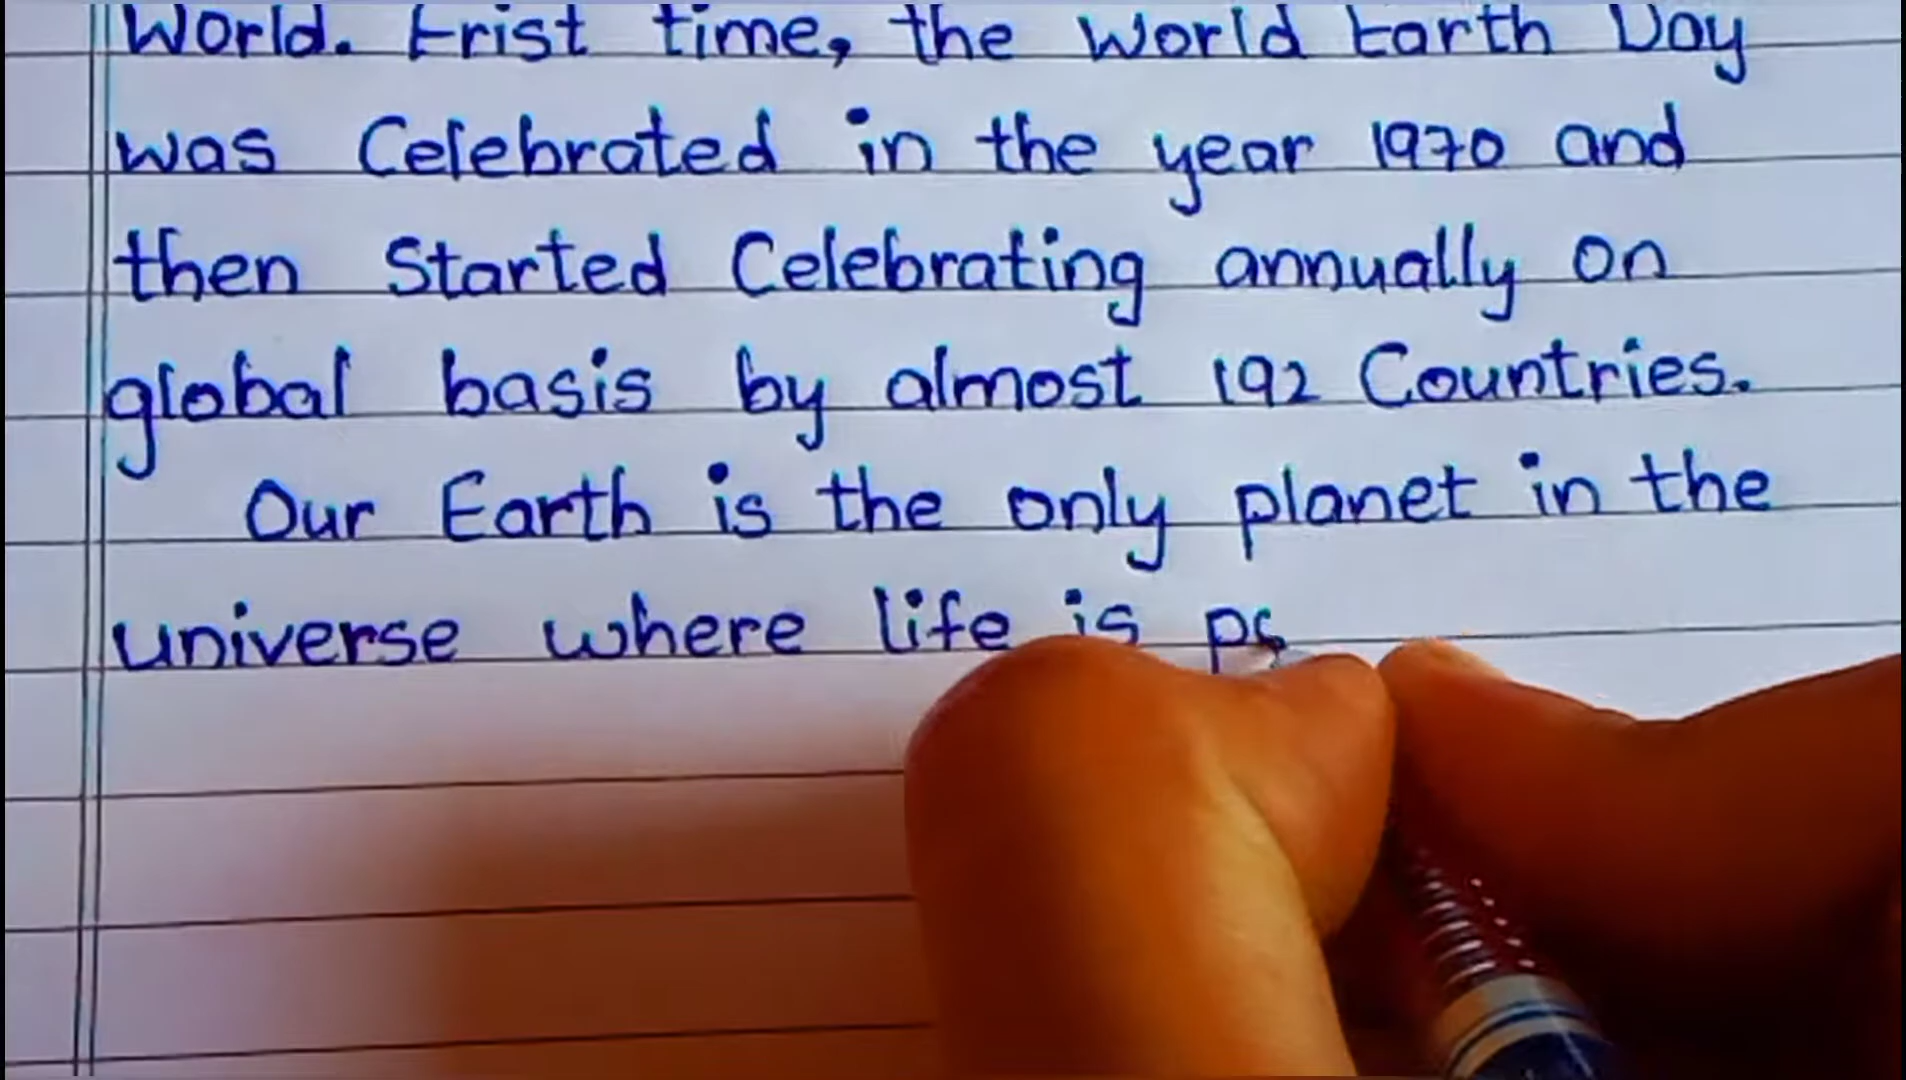 World. Frist time, the World Earth Day
was Celebrated in the year 1970 and
then Started Celebrating annually on
global basis by almost 192 Countries.
Our Earth is the only planet in the
universe where life is